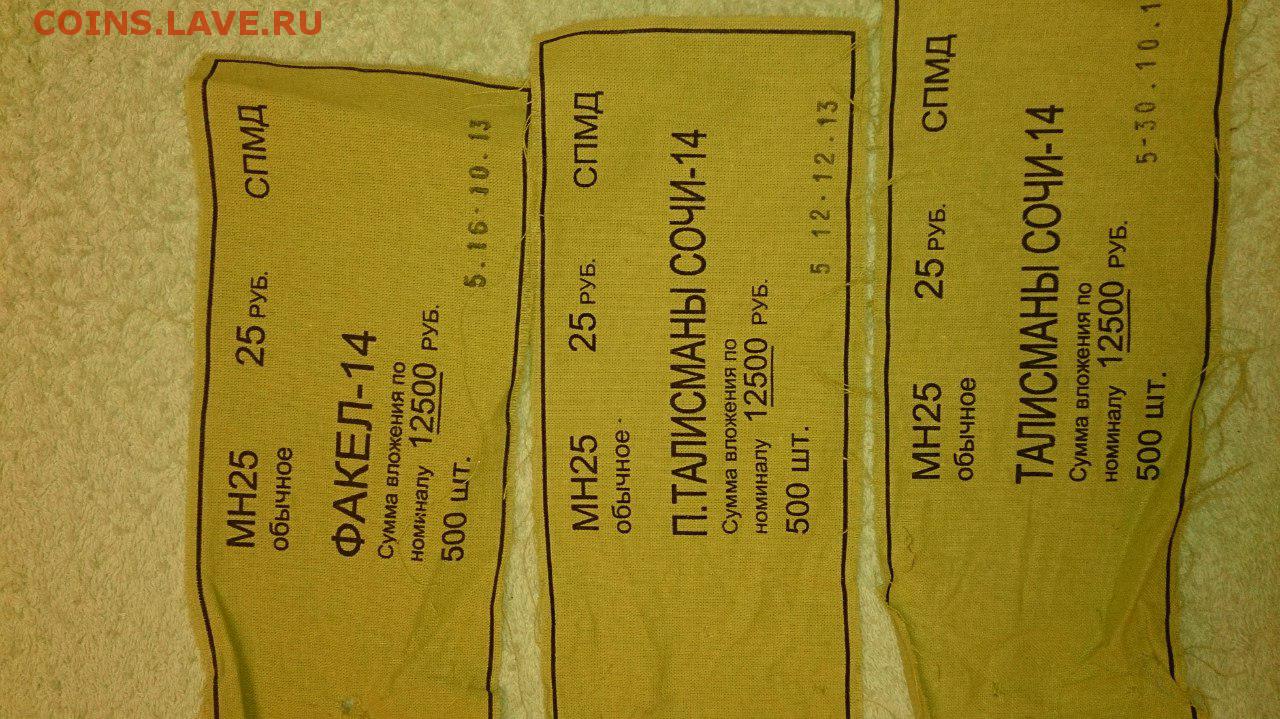 COINS.LAVE.RU
МН25 25 РУБ. СПМД
обычное
ФАКЕЛ-14
Сумма вложения по
номиналу 12500 РУБ.
500 шт.
5.16.10.13
МН25 25 РУБ. СПМД
обычное
П.ТАЛИСМАНЫ СОЧИ-14
Сумма вложения по
номиналу 12500 РУБ.
500 шт.
5 12.12.13
МН25 25 РУБ. СПМД
обычное
ТАЛИСМАНЫ СОЧИ-14
Сумма вложения по
номиналу 12500 РУБ.
500 шт.
5-30.10.1